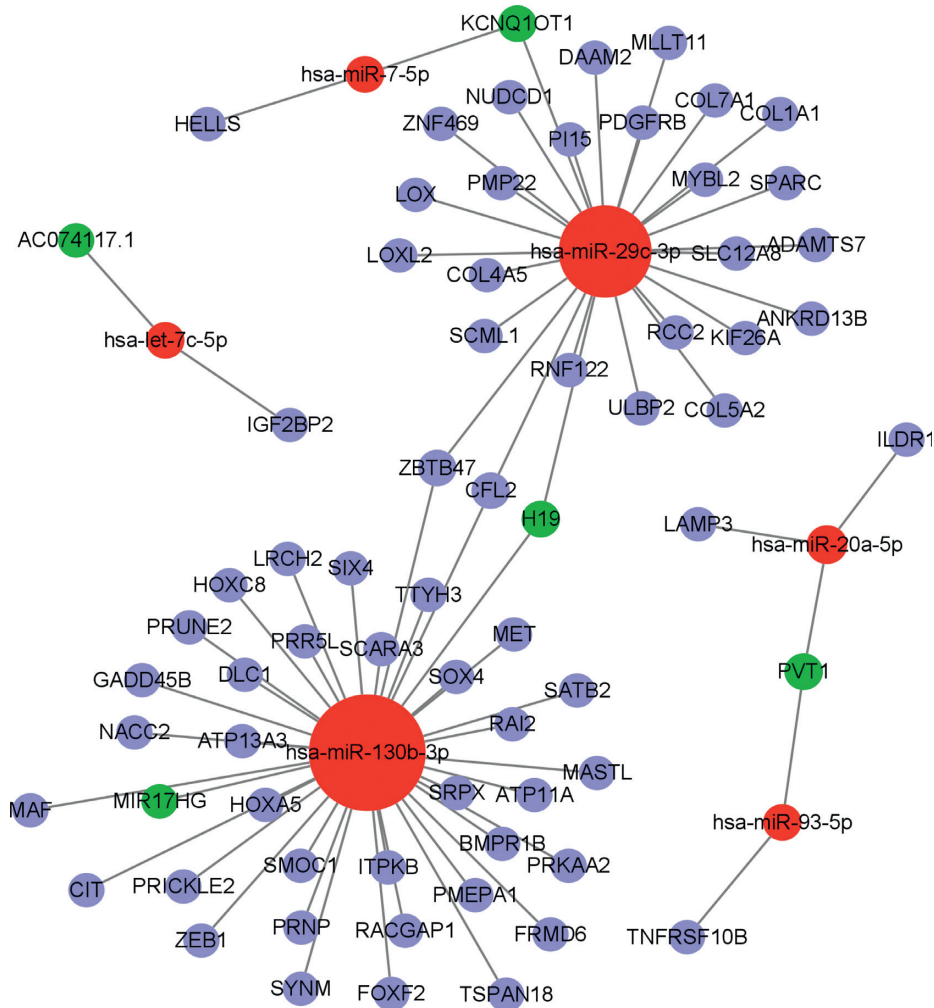 KCNQ1OT1
hsa-miR-7-5p
HELLS
DAAM2
MLLT11
NUDCD1
ZNF469
PI15
PDGFRB
COL7A1
COL1A1
PMP22
MYBL2
LOX
SPARC
AC074117.1
LOXL2
hsa-miR-29c-3p
SLC12A8
ADAMTS7
COL4A5
hsa-let-7c-5p
SCML1
RCC2
KIF26A
ANKRD13B
RNF122
ULBP2
COL5A2
IGF2BP2
ILDR1
ZBTB47
CFL2
H19
LAMP3
hsa-miR-20a-5p
LRCH2
SIX4
HOXC8
TTYH3
PRUNE2
PRR5L
SCARA3
MET
GADD45B
DLC1
SOX4
SATB2
PVT1
NACC2
ATP13A3
hsa-miR-130b-3p
RAI2
MASTL
MAF
MIR17HG
HOXA5
SRPX
ATP11A
hsa-miR-93-5p
CIT
PRICKLE2
SMOC1
ITPKB
BMPR1B
PRKAA2
PMEPA1
ZEB1
PRNP
RACGAP1
FRMD6
TNFRSF10B
SYNM
FOXF2
TSPAN18